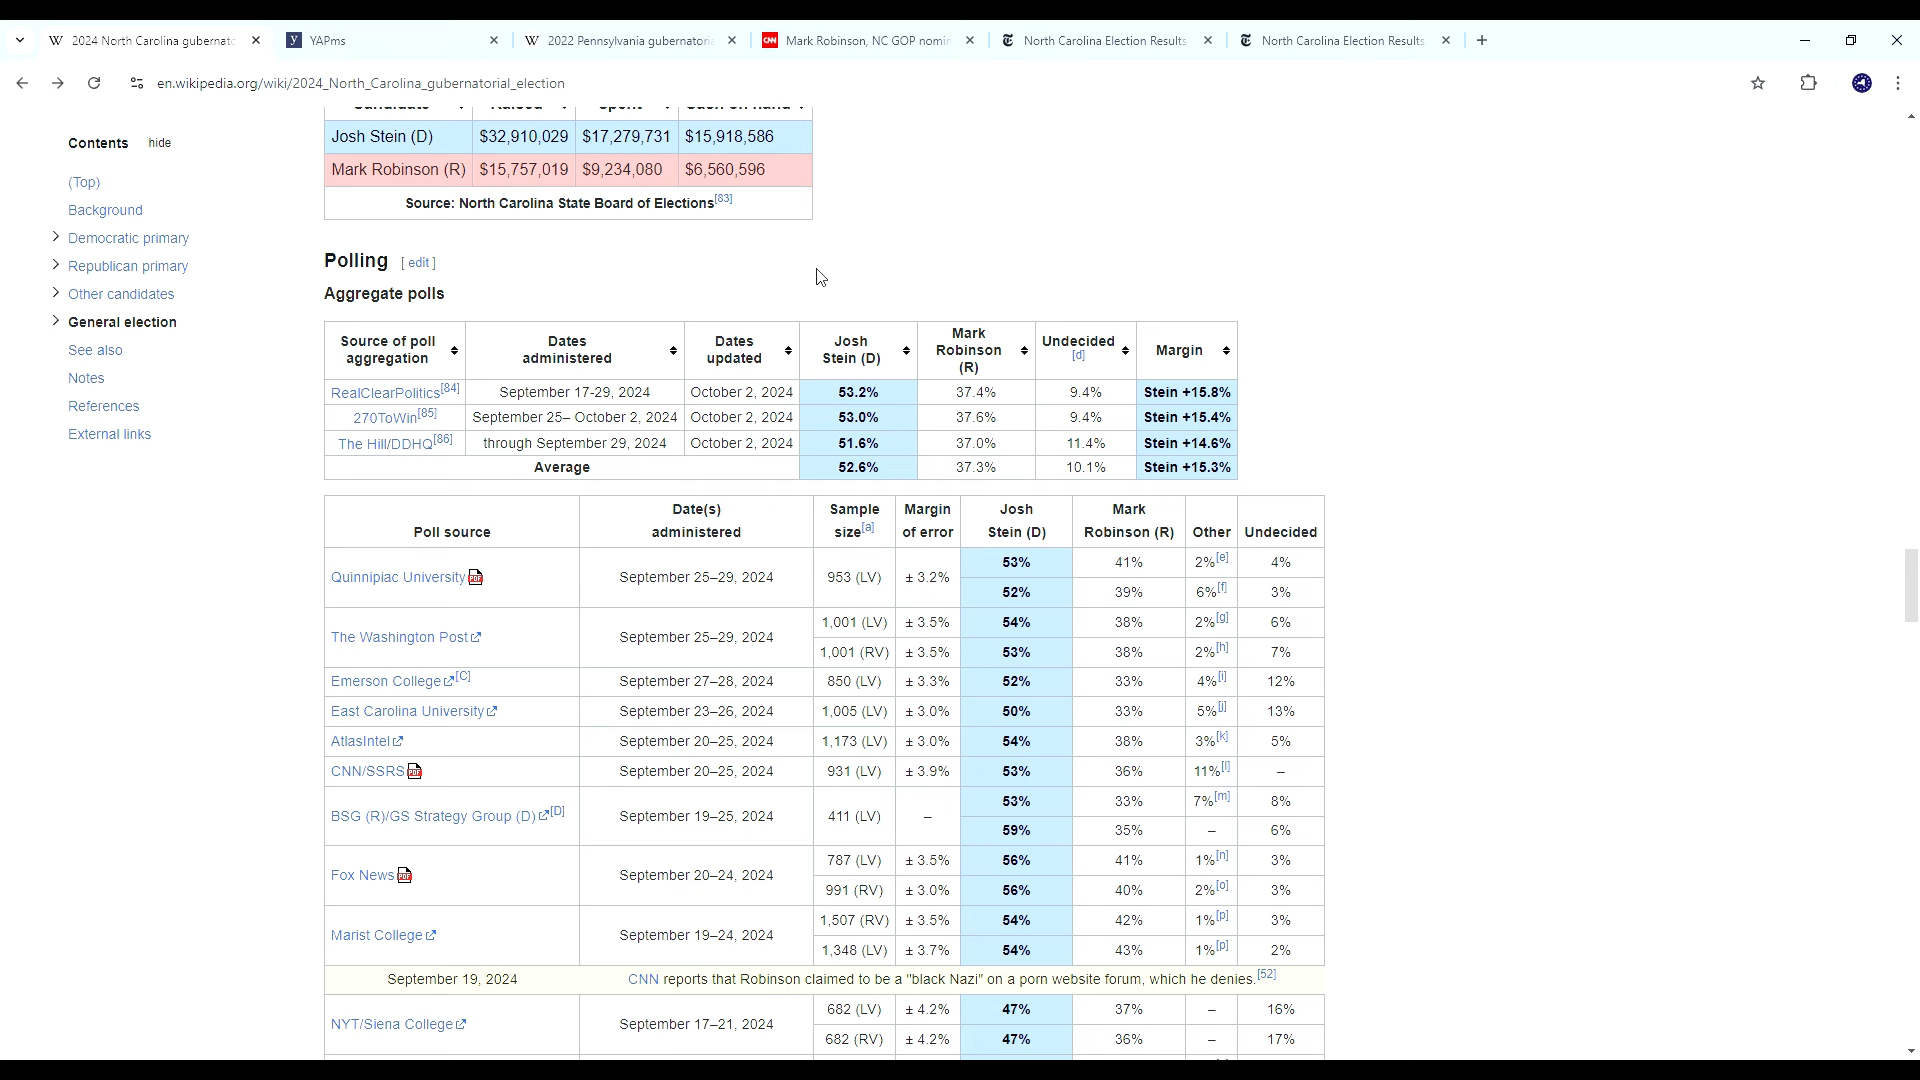 2024 North Carolina gubernato
YAPms
2022 Pennsylvania gubernatori
CNN
Mark Robinson, NC GOP nomin
North Carolina Election Results
North Carolina Election Results
en.wikipedia.org/wiki/2024_North_Carolina_gubernatorial_election
Contents hide
(Top)
Background
Democratic primary
Republican primary
Other candidates
General election
See also
Notes
References
External links
Candidate Raised Spent Cash on hand
Josh Stein (D) $32,910,029 $17,279,731 $15,918,586
Mark Robinson (R) $15,757,019 $9,234,080 $6,560,596
Source: North Carolina State Board of Elections[83]
Polling [ edit ]
Aggregate polls
Source of poll aggregation Dates administered Dates updated Josh Stein (D) Mark Robinson (R) Undecided [d] Margin
RealClearPolitics[84] September 17-29, 2024 October 2, 2024 53.2% 37.4% 9.4% Stein +15.8%
270ToWin[85] September 25– October 2, 2024 October 2, 2024 53.0% 37.6% 9.4% Stein +15.4%
The Hill/DDHQ[86] through September 29, 2024 October 2, 2024 51.6% 37.0% 11.4% Stein +14.6%
Average 52.6% 37.3% 10.1% Stein +15.3%
Poll source Date(s) administered Sample size[a] Margin of error Josh Stein (D) Mark Robinson (R) Other Undecided
Quinnipiac University September 25–29, 2024 953 (LV) ± 3.2% 53% 41% 2%[e] 4%
52% 39% 6%[f] 3%
The Washington Post September 25–29, 2024 1,001 (LV) ± 3.5% 54% 38% 2%[g] 6%
1,001 (RV) ± 3.5% 53% 38% 2%[h] 7%
Emerson College[C] September 27–28, 2024 850 (LV) ± 3.3% 52% 33% 4%[i] 12%
East Carolina University September 23–26, 2024 1,005 (LV) ± 3.0% 50% 33% 5%[j] 13%
AtlasIntel September 20–25, 2024 1,173 (LV) ± 3.0% 54% 38% 3%[k] 5%
CNN/SSRS September 20–25, 2024 931 (LV) ± 3.9% 53% 36% 11%[l] –
BSG (R)/GS Strategy Group (D)[D] September 19–25, 2024 411 (LV) – 53% 33% 7%[m] 8%
59% 35% – 6%
Fox News September 20–24, 2024 787 (LV) ± 3.5% 56% 41% 1%[n] 3%
991 (RV) ± 3.0% 56% 40% 2%[o] 3%
Marist College September 19–24, 2024 1,507 (RV) ± 3.5% 54% 42% 1%[p] 3%
1,348 (LV) ± 3.7% 54% 43% 1%[p] 2%
September 19, 2024 CNN reports that Robinson claimed to be a "black Nazi" on a porn website forum, which he denies.[52]
NYT/Siena College September 17–21, 2024 682 (LV) ± 4.2% 47% 37% – 16%
682 (RV) ± 4.2% 47% 36% – 17%